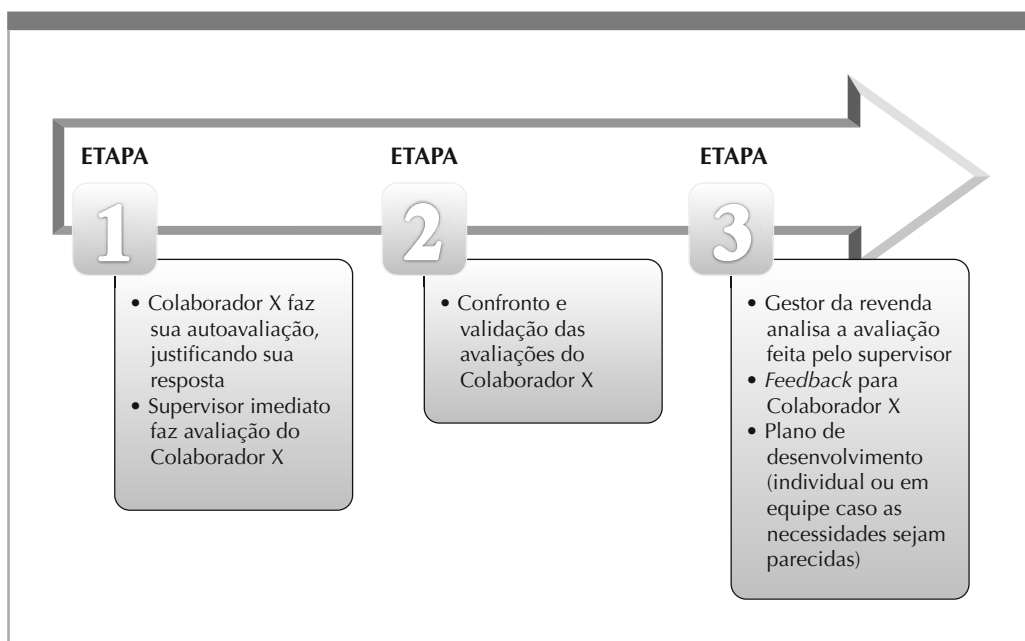 ETAPA
1
• Colaborador X faz
sua autoavaliação,
justificando sua
resposta
• Supervisor imediato
faz avaliação do
Colaborador X
ETAPA
2
• Confronto e
validação das
avaliações do
Colaborador X
ETAPA
3
• Gestor da revenda
analisa a avaliação
feita pelo supervisor
• Feedback para
Colaborador X
• Plano de
desenvolvimento
(individual ou em
equipe caso as
necessidades sejam
parecidas)